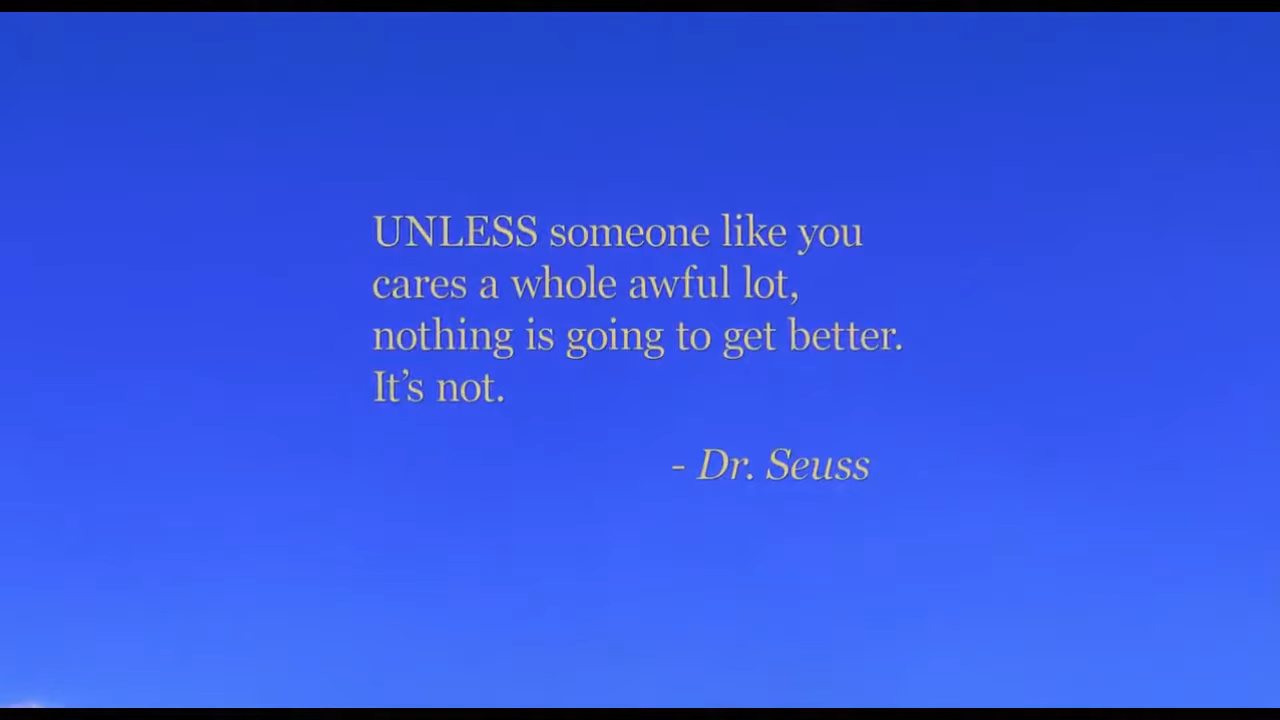 UNLESS someone like you
cares a whole awful lot,
nothing is going to get better.
It’s not.
- Dr. Seuss